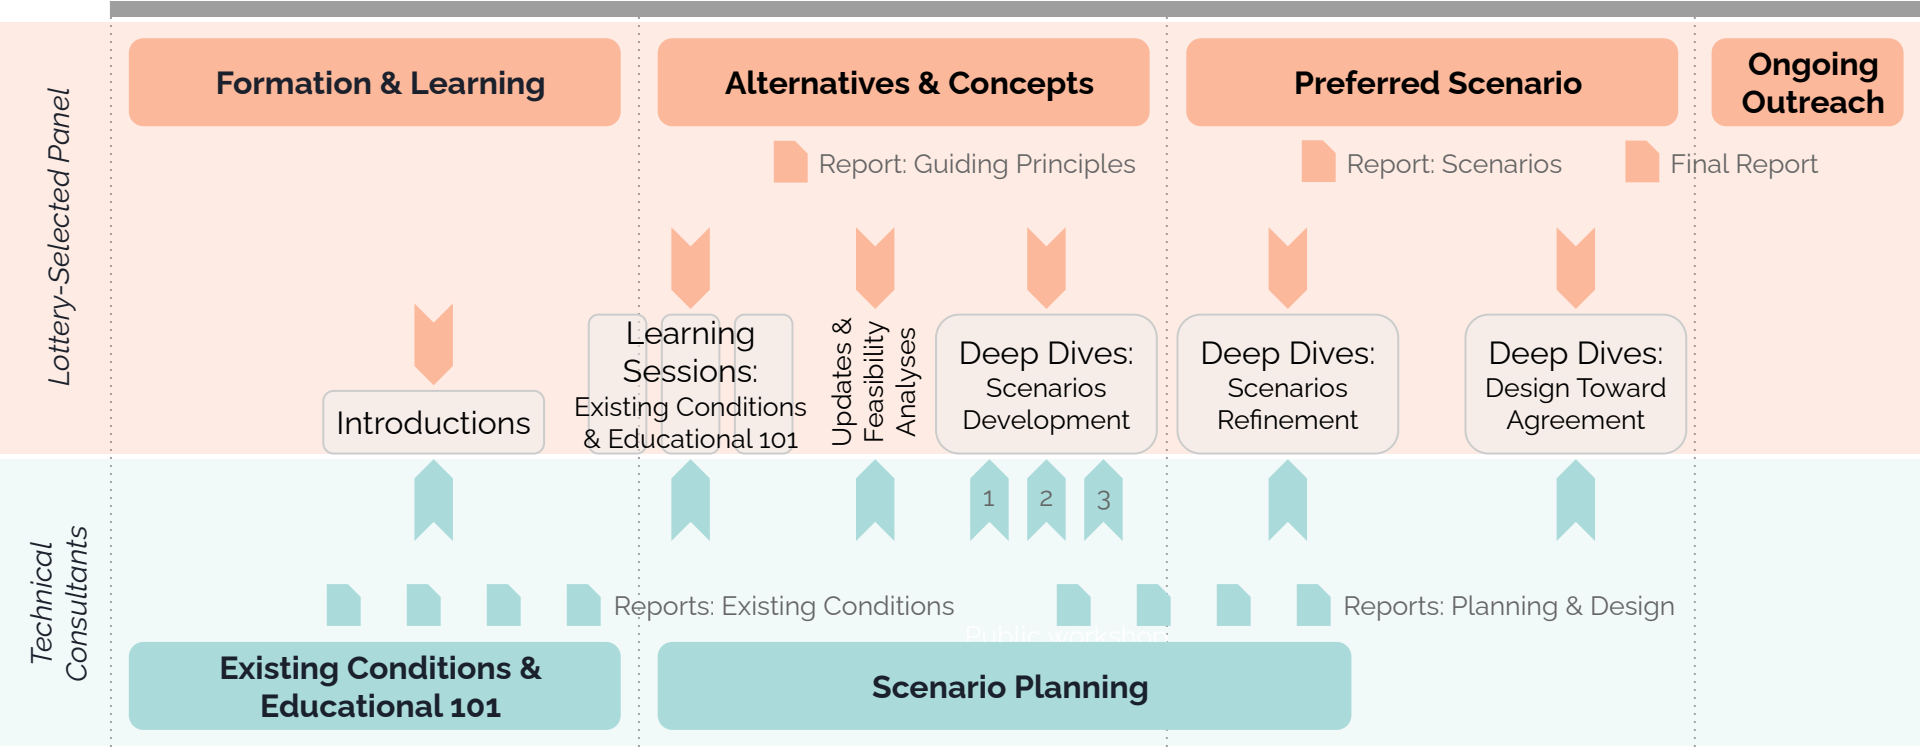 Lottery-Selected Panel
Formation & Learning
Alternatives & Concepts
Preferred Scenario
Ongoing
Outreach
Report: Guiding Principles
Report: Scenarios
Final Report
Introductions
Learning
Sessions:
Existing Conditions
& Educational 101
Updates &
Feasibility
Analyses
Deep Dives:
Scenarios
Development
Deep Dives:
Scenarios
Refinement
Deep Dives:
Design Toward
Agreement
Technical
Consultants
1
2
3
Reports: Existing Conditions
Reports: Planning & Design
Public workshop
Existing Conditions &
Educational 101
Scenario Planning